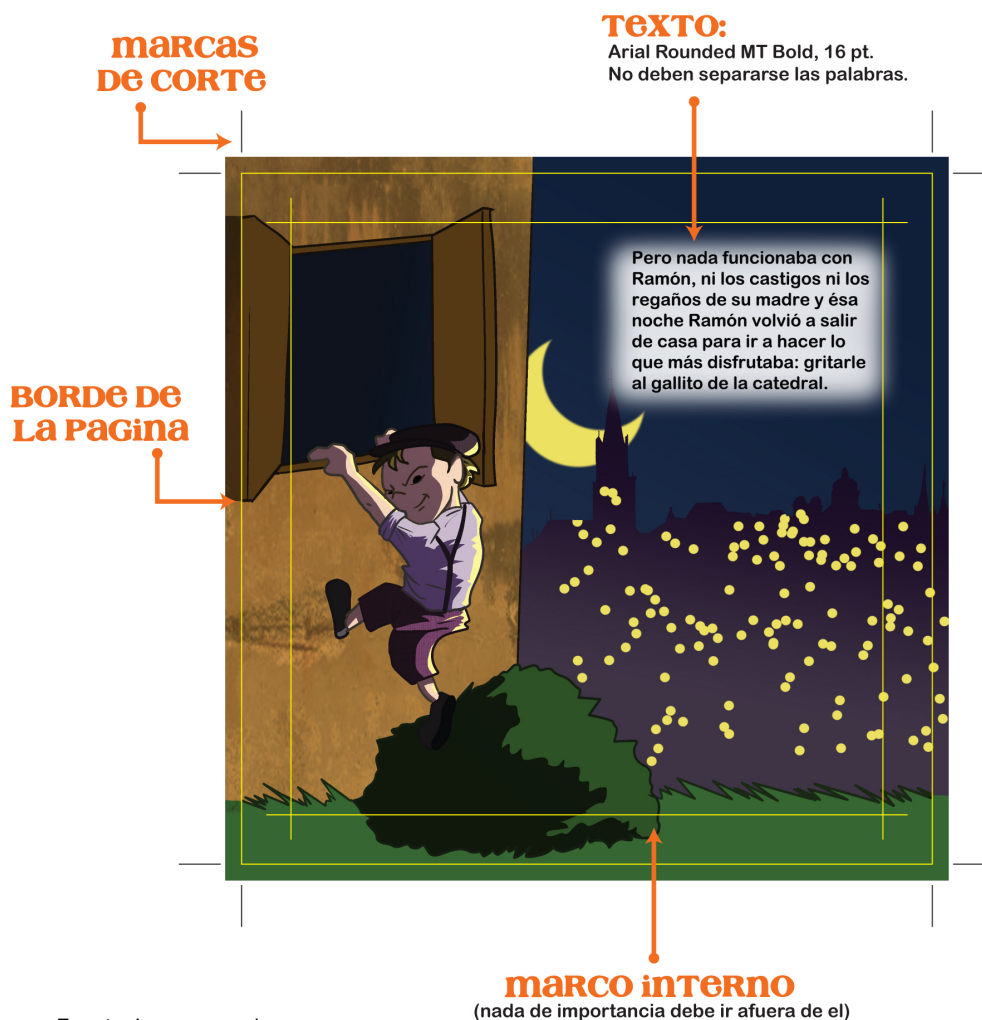 MARCAS
DE CORTE
TEXTO:
Arial Rounded MT Bold, 16 pt.
No deben separarse las palabras.
Pero nada funcionaba con
Ramón, ni los castigos ni los
regaños de su madre y ésa
noche Ramón volvió a salir
de casa para ir a hacer lo
que más disfrutaba: gritarle
al gallito de la catedral.
BORDE DE
LA PAGINA
MARCO INTERNO
(nada de importancia debe ir afuera de el)